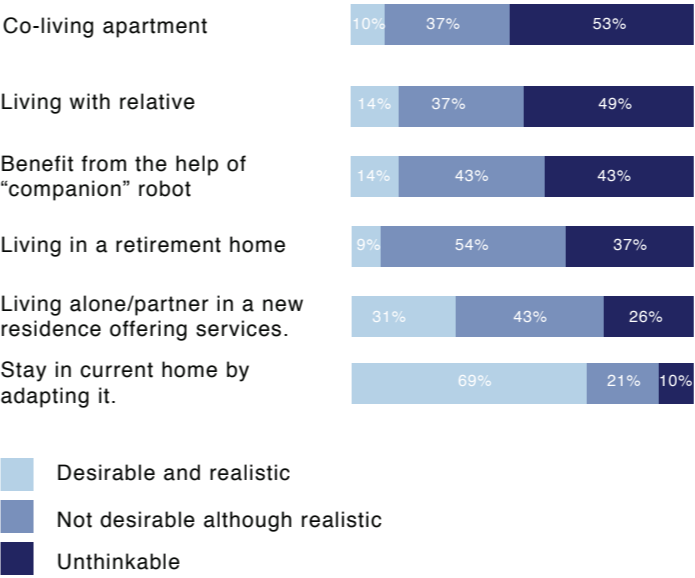 Co-living apartment
10% 37% 53%
Living with relative
14% 37% 49%
Benefit from the help of
“companion” robot
14% 43% 43%
Living in a retirement home
9% 54% 37%
Living alone/partner in a new
residence offering services.
31% 43% 26%
Stay in current home by
adapting it.
69% 21% 10%
Desirable and realistic
Not desirable although realistic
Unthinkable